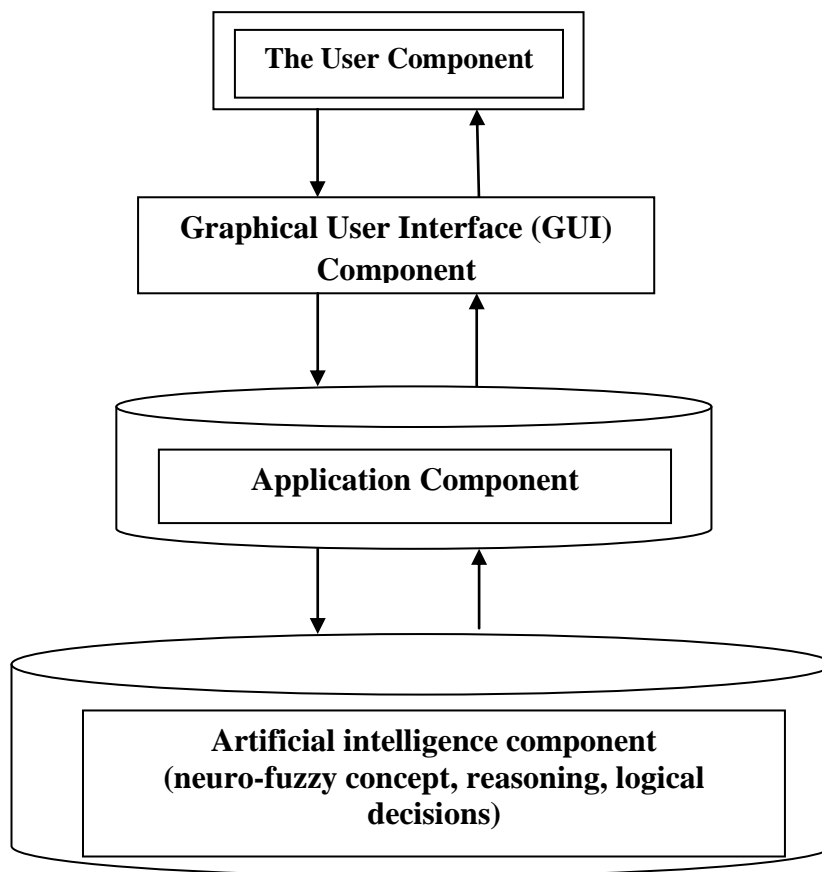 The User Component
Graphical User Interface (GUI)
Component
Application Component
Artificial intelligence component
(neuro-fuzzy concept, reasoning, logical
decisions)